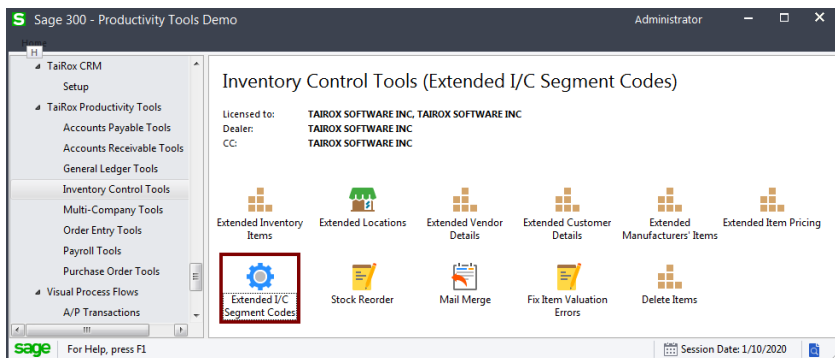 S Sage 300 - Productivity Tools Demo
Administrator
Home
H
TaiRox CRM
Setup
TaiRox Productivity Tools
Accounts Payable Tools
Accounts Receivable Tools
General Ledger Tools
Inventory Control Tools
Multi-Company Tools
Order Entry Tools
Payroll Tools
Purchase Order Tools
Visual Process Flows
A/P Transactions
Inventory Control Tools (Extended I/C Segment Codes)
Licensed to: TAIROX SOFTWARE INC, TAIROX SOFTWARE INC
Dealer: TAIROX SOFTWARE INC
CC: TAIROX SOFTWARE INC
Extended Inventory
Items
Extended Locations
Extended Vendor
Details
Extended Customer
Details
Extended
Manufacturers' Items
Extended Item Pricing
Extended I/C
Segment Codes
Stock Reorder
Mail Merge
Fix Item Valuation
Errors
Delete Items
sage
For Help, press F1
Session Date: 1/10/2020